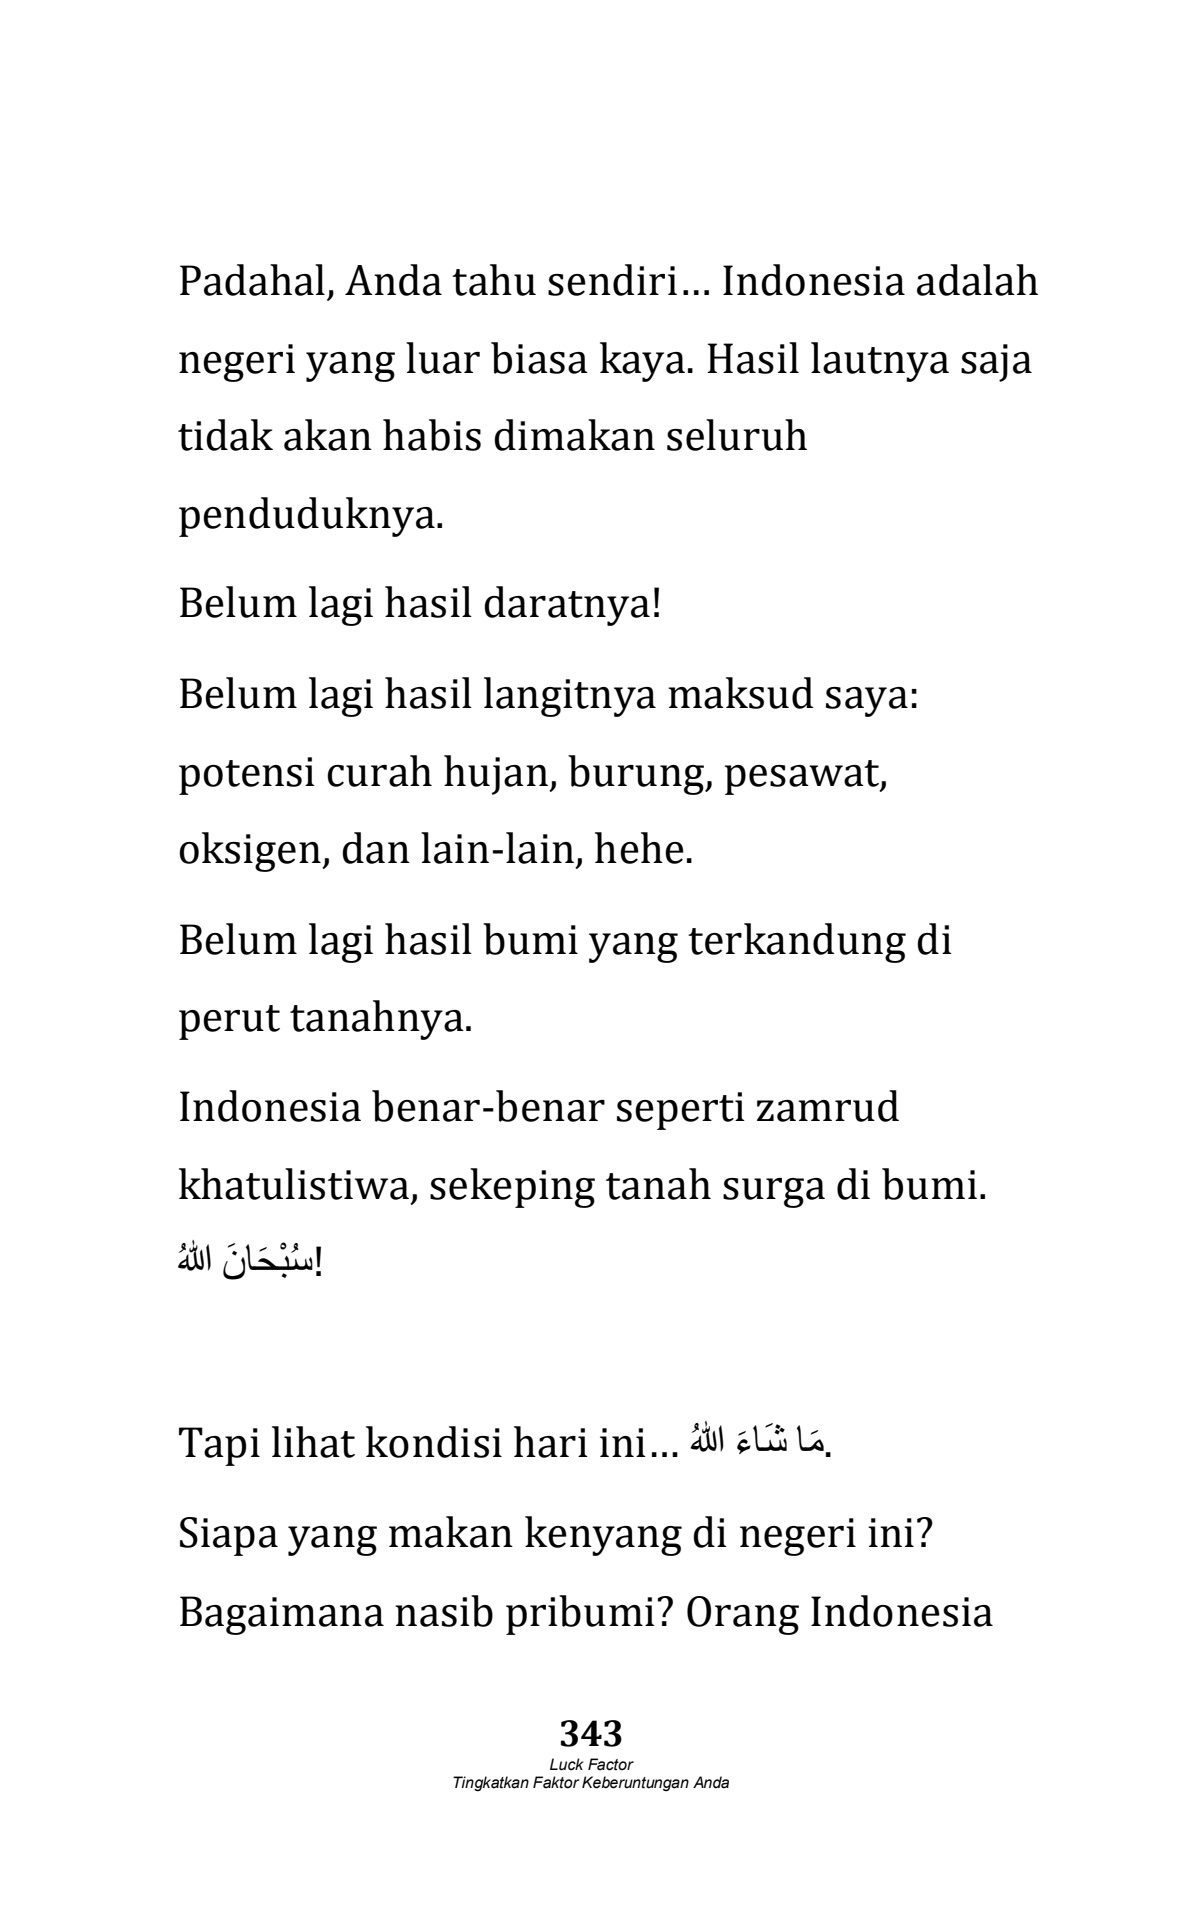 Padahal, Anda tahu sendiri… Indonesia adalah
negeri yang luar biasa kaya. Hasil lautnya saja
tidak akan habis dimakan seluruh
penduduknya.
Belum lagi hasil daratnya!
Belum lagi hasil langitnya maksud saya:
potensi curah hujan, burung, pesawat,
oksigen, dan lain-lain, hehe.
Belum lagi hasil bumi yang terkandung di
perut tanahnya.
Indonesia benar-benar seperti zamrud
khatulistiwa, sekeping tanah surga di bumi.
سُبْحَانَ اللهُ!
Tapi lihat kondisi hari ini… مَا شَاءَ اللهُ.
Siapa yang makan kenyang di negeri ini?
Bagaimana nasib pribumi? Orang Indonesia
343
Luck Factor
Tingkatkan Faktor Keberuntungan Anda